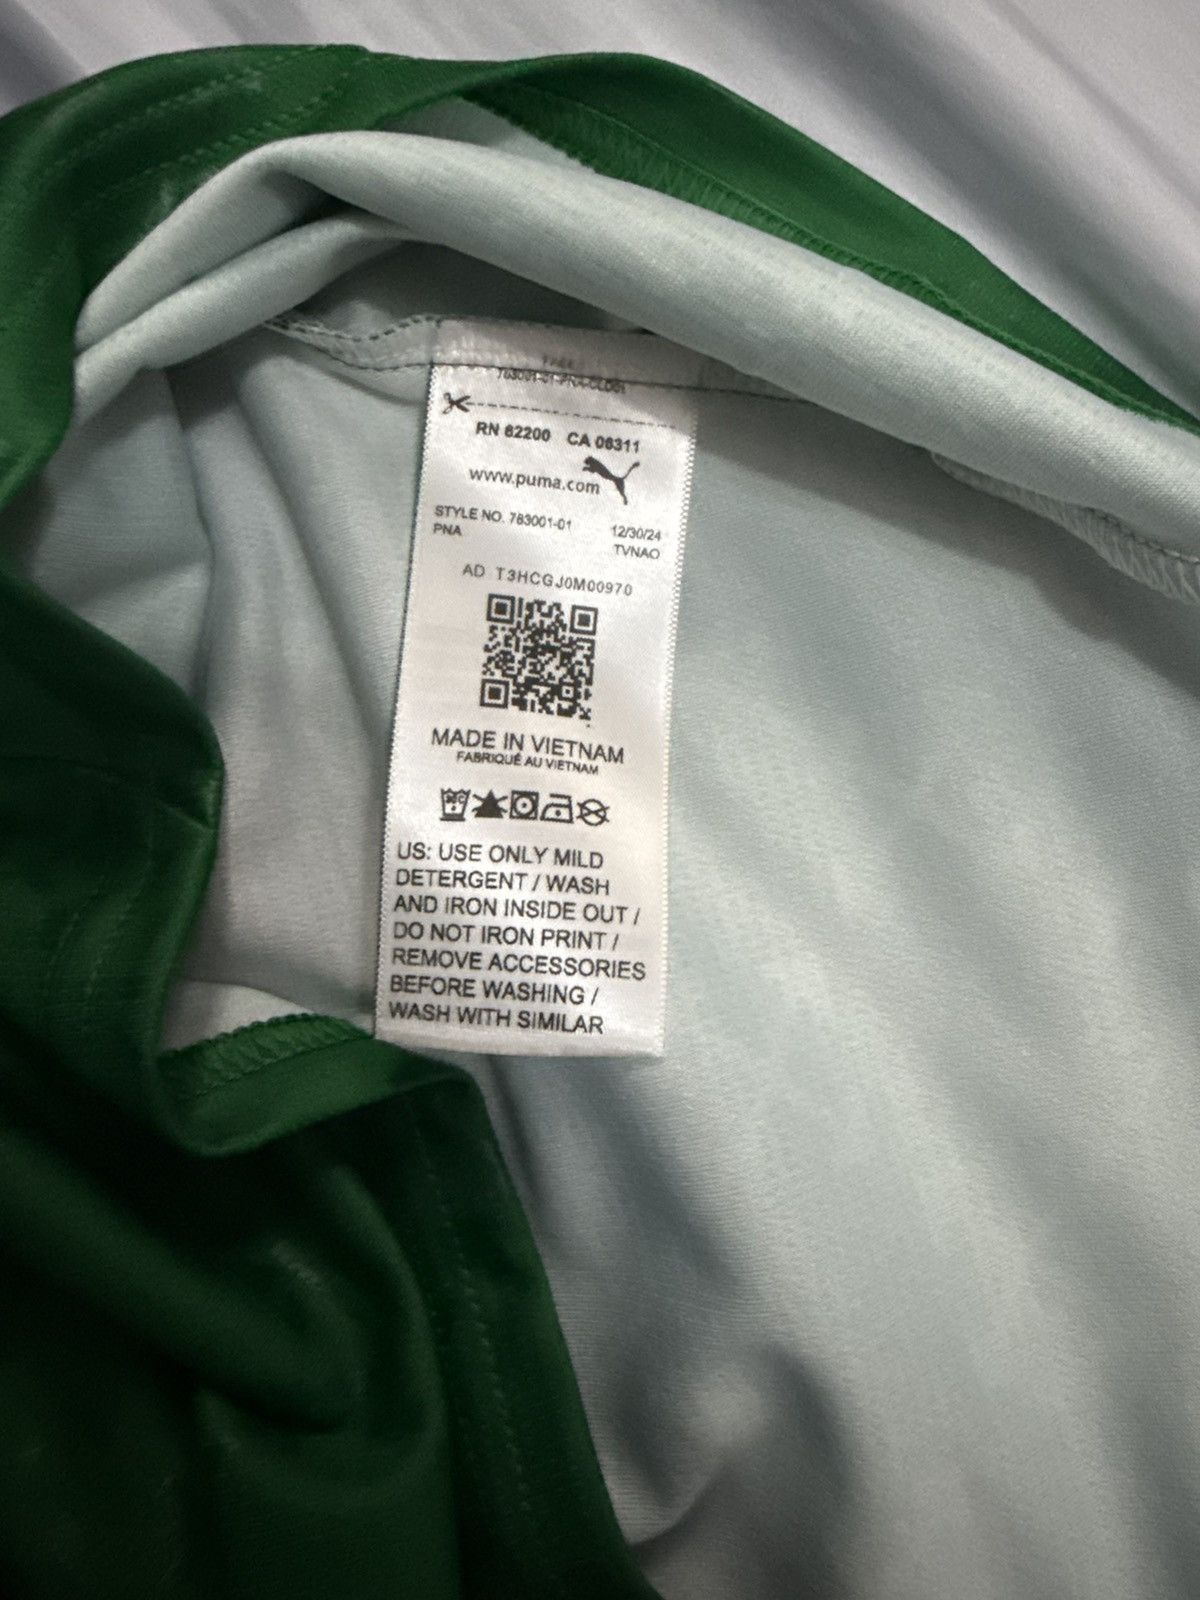 RN 62200 CA 06311
www.puma.com
STYLE NO. 783001-01 12/30/24
PNA TVNAO
AD T3HCGJ0M00970
MADE IN VIETNAM
FABRIQUÉ AU VIETNAM
US: USE ONLY MILD
DETERGENT / WASH
AND IRON INSIDE OUT /
DO NOT IRON PRINT /
REMOVE ACCESSORIES
BEFORE WASHING /
WASH WITH SIMILAR